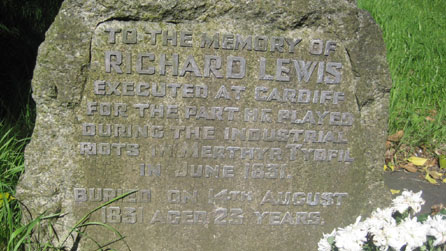 TO THE MEMORY OF
RICHARD LEWIS
EXECUTED AT CARDIFF
FOR THE PART HE PLAYED
DURING THE INDUSTRIAL
RIOTS IN MERTHYR TYDFIL
IN JUNE 1831.
BURIED ON 14TH AUGUST
1831 AGED 23 YEARS.